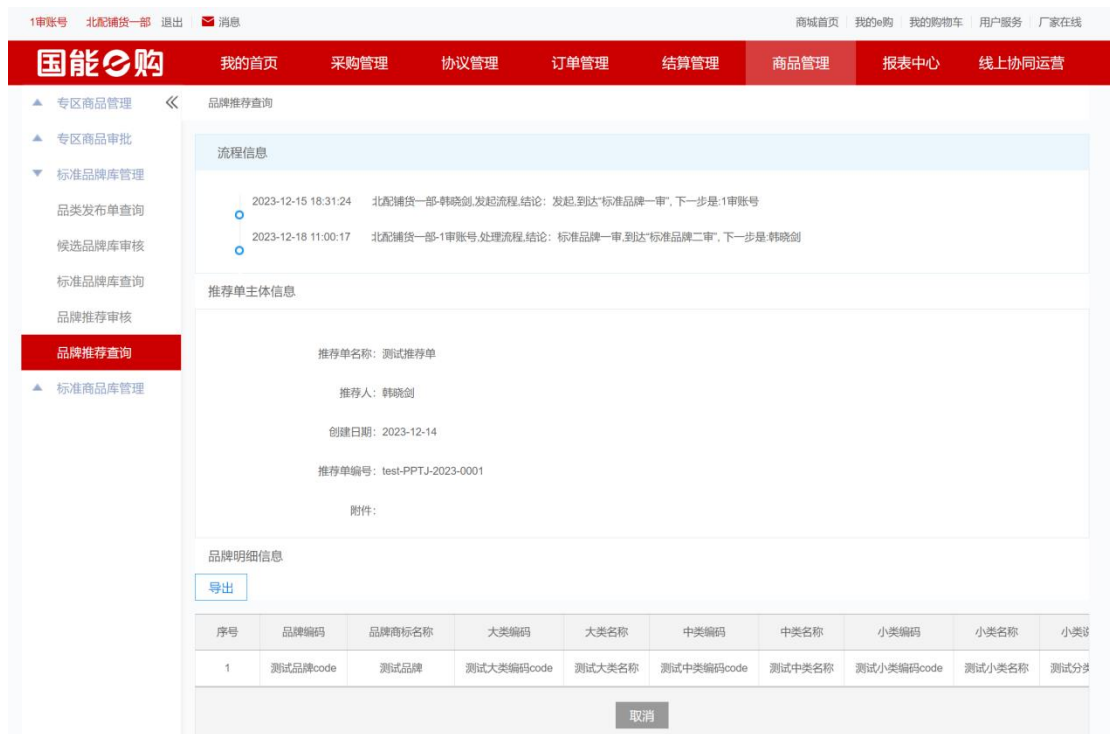 1审账号 北配铺货一部 退出 消息 商城首页 我的e购 我的购物车 用户服务 厂家在线
国能e购 我的首页 采购管理 协议管理 订单管理 结算管理 商品管理 报表中心 线上协同运营
专区商品管理
专区商品审批
标准品牌库管理
品类发布单查询
候选品牌库审核
标准品牌库查询
品牌推荐审核
品牌推荐查询
标准商品库管理
品牌推荐查询
流程信息
2023-12-15 18:31:24 北配铺货一部-韩晓剑,发起流程,结论：发起,到达“标准品牌一审”, 下一步是:1审账号
2023-12-18 11:00:17 北配铺货一部-1审账号,处理流程,结论：标准品牌一审,到达“标准品牌二审”, 下一步是:韩晓剑
推荐单主体信息
推荐单名称：测试推荐单
推荐人：韩晓剑
创建日期：2023-12-14
推荐单编号：test-PPTJ-2023-0001
附件：
品牌明细信息
导出
序号 品牌编码 品牌商标名称 大类编码 大类名称 中类编码 中类名称 小类编码 小类名称 小类
1 测试品牌code 测试品牌 测试大类编码code 测试大类名称 测试中类编码code 测试中类名称 测试小类编码code 测试小类名称 测试分类
取消